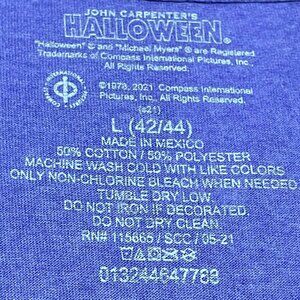 JOHN CARPENTER'S
HALLOWEEN
"Halloween" © and "Michael Myers" ® are Registered
Trademarks of Compass International Pictures, Inc.
All Rights Reserved.
©1978, 2021 Compass International
Pictures, Inc. All Rights Reserved.
(s21)
L (42/44)
MADE IN MEXICO
50% COTTON / 50% POLYESTER
MACHINE WASH COLD WITH LIKE COLORS
ONLY NON-CHLORINE BLEACH WHEN NEEDED
TUMBLE DRY LOW
DO NOT IRON IF DECORATED
DO NOT DRY CLEAN
RN# 115665 / SCC / 05-21
013244647788